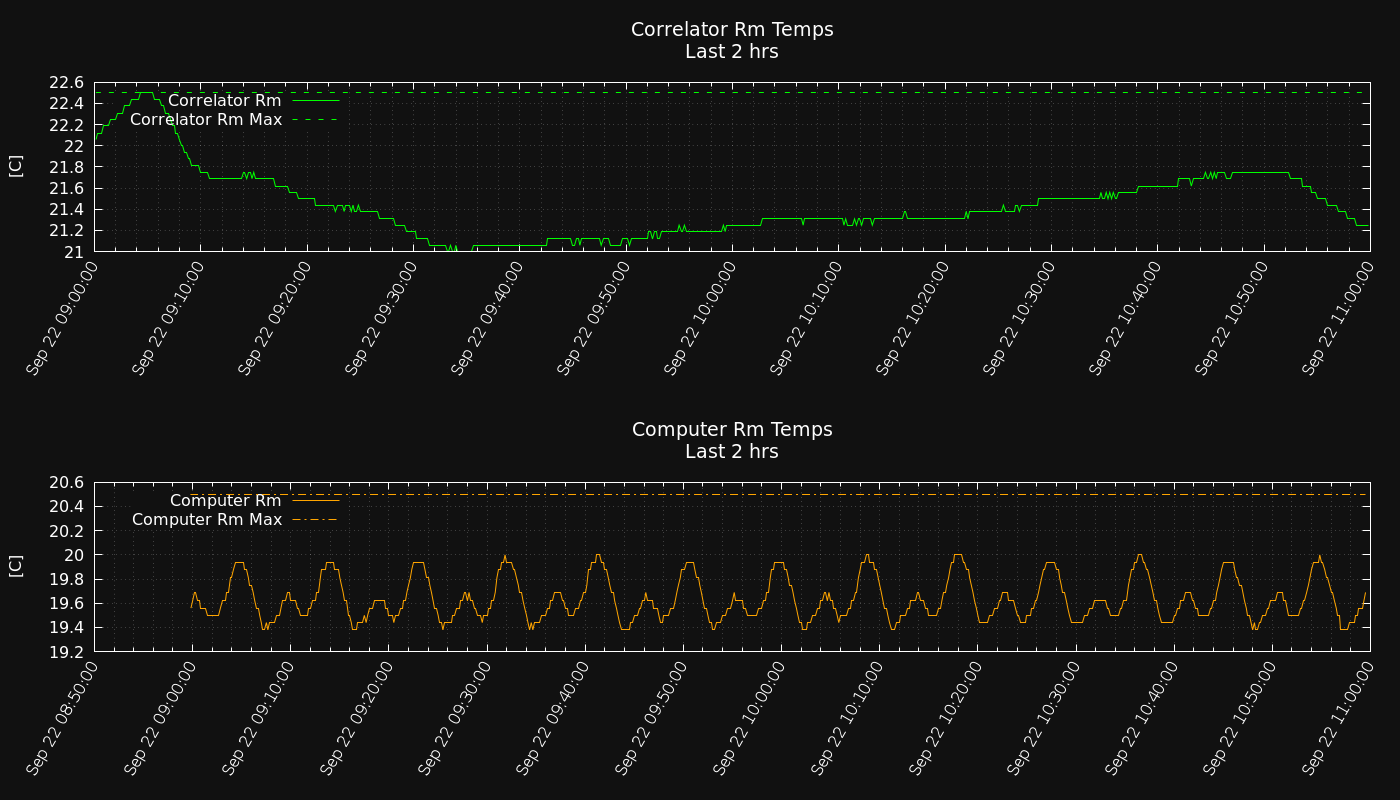 Correlator Rm Temps
Last 2 hrs
22.6
22.4
22.2
22
21.8
21.6
21.4
21.2
21
[C]
Correlator Rm
Correlator Rm Max
Sep 22 09:00:00
Sep 22 09:10:00
Sep 22 09:20:00
Sep 22 09:30:00
Sep 22 09:40:00
Sep 22 09:50:00
Sep 22 10:00:00
Sep 22 10:10:00
Sep 22 10:20:00
Sep 22 10:30:00
Sep 22 10:40:00
Sep 22 10:50:00
Sep 22 11:00:00
Computer Rm Temps
Last 2 hrs
20.6
20.4
20.2
20
19.8
19.6
19.4
19.2
[C]
Computer Rm
Computer Rm Max
Sep 22 08:50:00
Sep 22 09:00:00
Sep 22 09:10:00
Sep 22 09:20:00
Sep 22 09:30:00
Sep 22 09:40:00
Sep 22 09:50:00
Sep 22 10:00:00
Sep 22 10:10:00
Sep 22 10:20:00
Sep 22 10:30:00
Sep 22 10:40:00
Sep 22 10:50:00
Sep 22 11:00:00